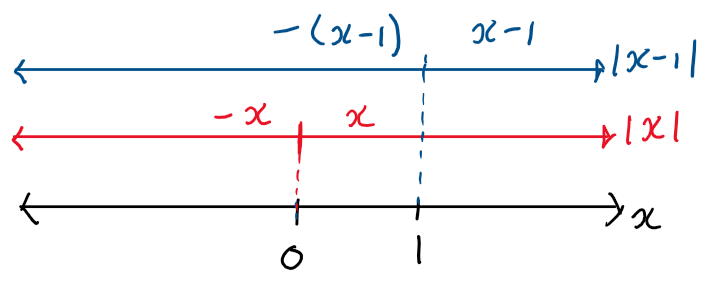 -(x-1) x-1 |x-1|
-x x |x|
x
0 1